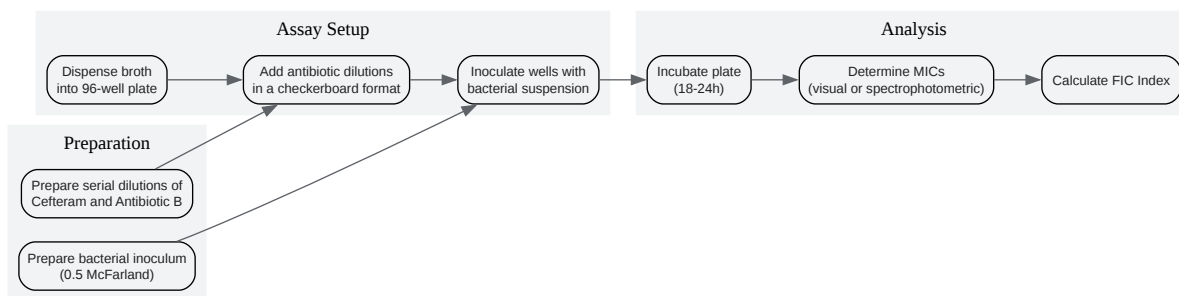 Assay Setup
Dispense broth
into 96-well plate
Add antibiotic dilutions
in a checkerboard format
Inoculate wells with
bacterial suspension
Analysis
Incubate plate
(18-24h)
Determine MICs
(visual or spectrophotometric)
Calculate FIC Index
Preparation
Prepare serial dilutions of
Cefteram and Antibiotic B
Prepare bacterial inoculum
(0.5 McFarland)